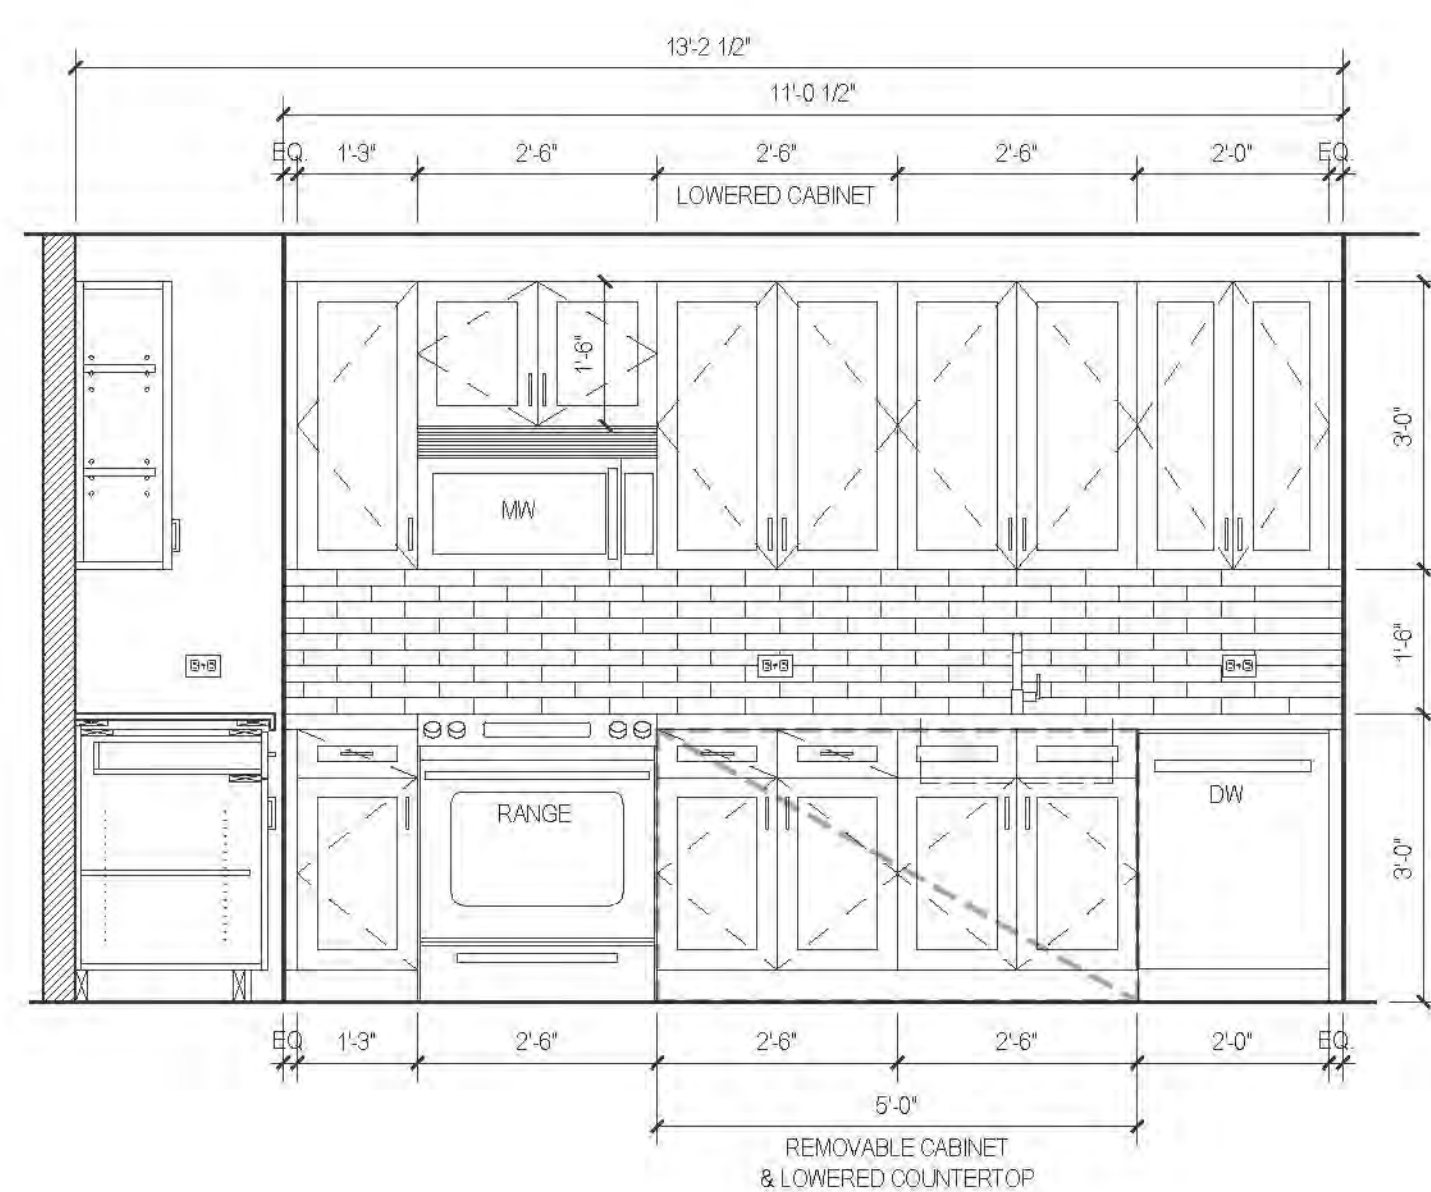 13'-2 1/2"
11'-0 1/2"
EQ. 1'-3" 2'-6" 2'-6" 2'-6" 2'-0" EQ.
LOWERED CABINET
1'-6"
3'-0"
MW
1'-6"
DW
RANGE
3'-0"
EQ. 1'-3" 2'-6" 2'-6" 2'-6" 2'-0" EQ.
5'-0"
REMOVABLE CABINET
& LOWERED COUNTERTOP